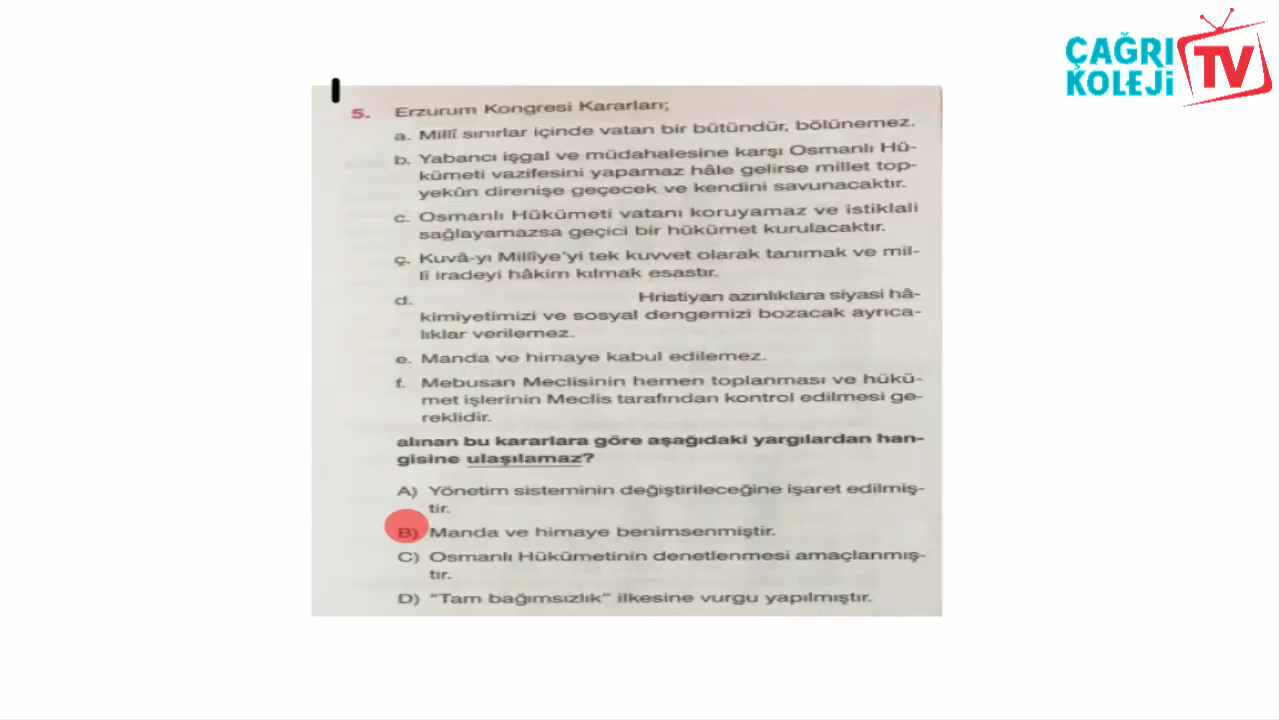 ÇAĞRI
KOLEJİ
TV
5. Erzurum Kongresi Kararları;
a. Millî sınırlar içinde vatan bir bütündür, bölünemez.
b. Yabancı işgal ve müdahalesine karşı Osmanlı Hü-
kümeti vazifesini yapamaz hâle gelirse millet top-
yekûn direnişe geçecek ve kendini savunacaktır.
c. Osmanlı Hükümeti vatanı koruyamaz ve istiklali
sağlayamazsa geçici bir hükümet kurulacaktır.
ç. Kuvâ-yı Millîye'yi tek kuvvet olarak tanımak ve mil-
lî iradeyi hâkim kılmak esastır.
d. Hristiyan azınlıklara siyasi hâ-
kimiyetimizi ve sosyal dengemizi bozacak ayrıca-
lıklar verilemez.
e. Manda ve himaye kabul edilemez.
f. Mebusan Meclisinin hemen toplanması ve hükû-
met işlerinin Meclis tarafından kontrol edilmesi ge-
reklidir.
alınan bu kararlara göre aşağıdaki yargılardan han-
gisine ulaşılamaz?
A) Yönetim sisteminin değiştirileceğine işaret edilmiş-
tir.
B) Manda ve himaye benimsenmiştir.
C) Osmanlı Hükûmetinin denetlenmesi amaçlanmış-
tır.
D) "Tam bağımsızlık" ilkesine vurgu yapılmıştır.